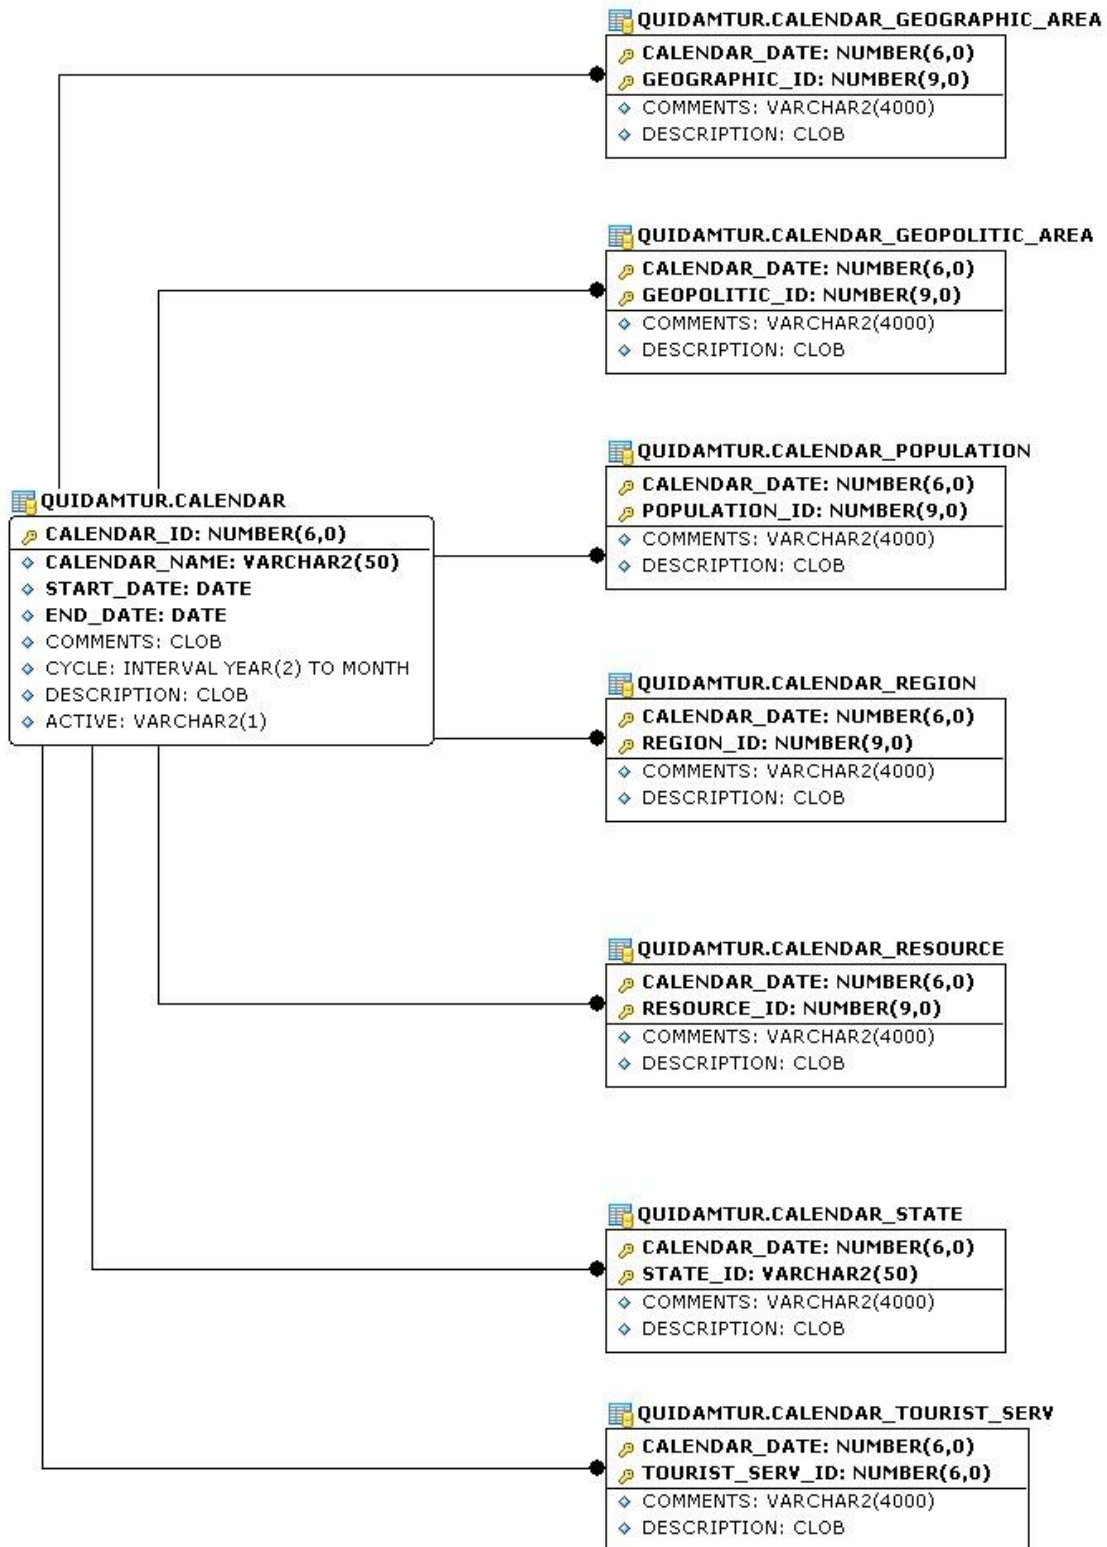 QUIDAMTUR.CALENDAR_GEOGRAPHIC_AREA
CALENDAR_DATE: NUMBER(6,0)
GEOGRAPHIC_ID: NUMBER(9,0)
COMMENTS: VARCHAR2(4000)
DESCRIPTION: CLOB
QUIDAMTUR.CALENDAR_GEOPOLITIC_AREA
CALENDAR_DATE: NUMBER(6,0)
GEOPOLITIC_ID: NUMBER(9,0)
COMMENTS: VARCHAR2(4000)
DESCRIPTION: CLOB
QUIDAMTUR.CALENDAR_POPULATION
CALENDAR_DATE: NUMBER(6,0)
POPULATION_ID: NUMBER(9,0)
COMMENTS: VARCHAR2(4000)
DESCRIPTION: CLOB
QUIDAMTUR.CALENDAR
CALENDAR_ID: NUMBER(6,0)
CALENDAR_NAME: VARCHAR2(50)
START_DATE: DATE
END_DATE: DATE
COMMENTS: CLOB
CYCLE: INTERVAL YEAR(2) TO MONTH
DESCRIPTION: CLOB
ACTIVE: VARCHAR2(1)
QUIDAMTUR.CALENDAR_REGION
CALENDAR_DATE: NUMBER(6,0)
REGION_ID: NUMBER(9,0)
COMMENTS: VARCHAR2(4000)
DESCRIPTION: CLOB
QUIDAMTUR.CALENDAR_RESOURCE
CALENDAR_DATE: NUMBER(6,0)
RESOURCE_ID: NUMBER(9,0)
COMMENTS: VARCHAR2(4000)
DESCRIPTION: CLOB
QUIDAMTUR.CALENDAR_STATE
CALENDAR_DATE: NUMBER(6,0)
STATE_ID: VARCHAR2(50)
COMMENTS: VARCHAR2(4000)
DESCRIPTION: CLOB
QUIDAMTUR.CALENDAR_TOURIST_SERV
CALENDAR_DATE: NUMBER(6,0)
TOURIST_SERV_ID: NUMBER(6,0)
COMMENTS: VARCHAR2(4000)
DESCRIPTION: CLOB